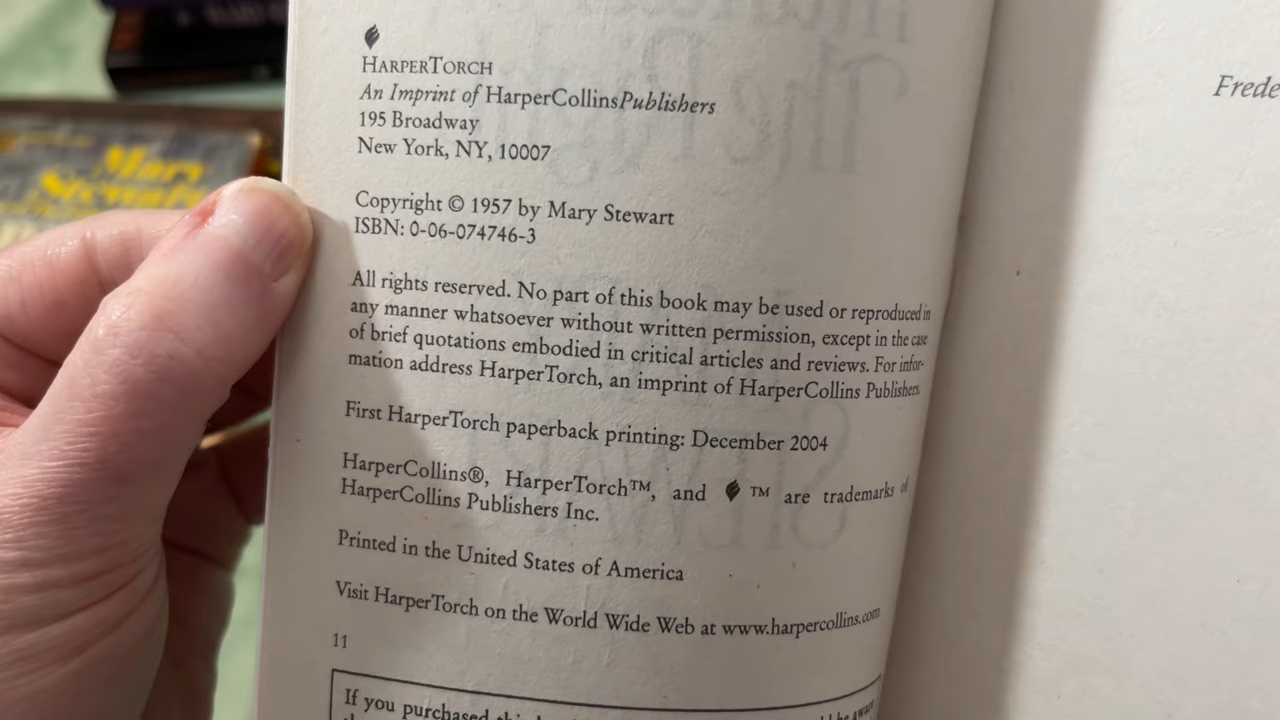 HARPERTORCH
An Imprint of HarperCollinsPublishers
195 Broadway
New York, NY, 10007
Copyright © 1957 by Mary Stewart
ISBN: 0-06-074746-3
All rights reserved. No part of this book may be used or reproduced in
any manner whatsoever without written permission, except in the case
of brief quotations embodied in critical articles and reviews. For infor-
mation address HarperTorch, an imprint of HarperCollins Publishers.
First HarperTorch paperback printing: December 2004
HarperCollins®, HarperTorch™, and ™ are trademarks of
HarperCollins Publishers Inc.
Printed in the United States of America
Visit HarperTorch on the World Wide Web at www.harpercollins.com
11
If you purchased be aware
Frede
Mary
Stewart